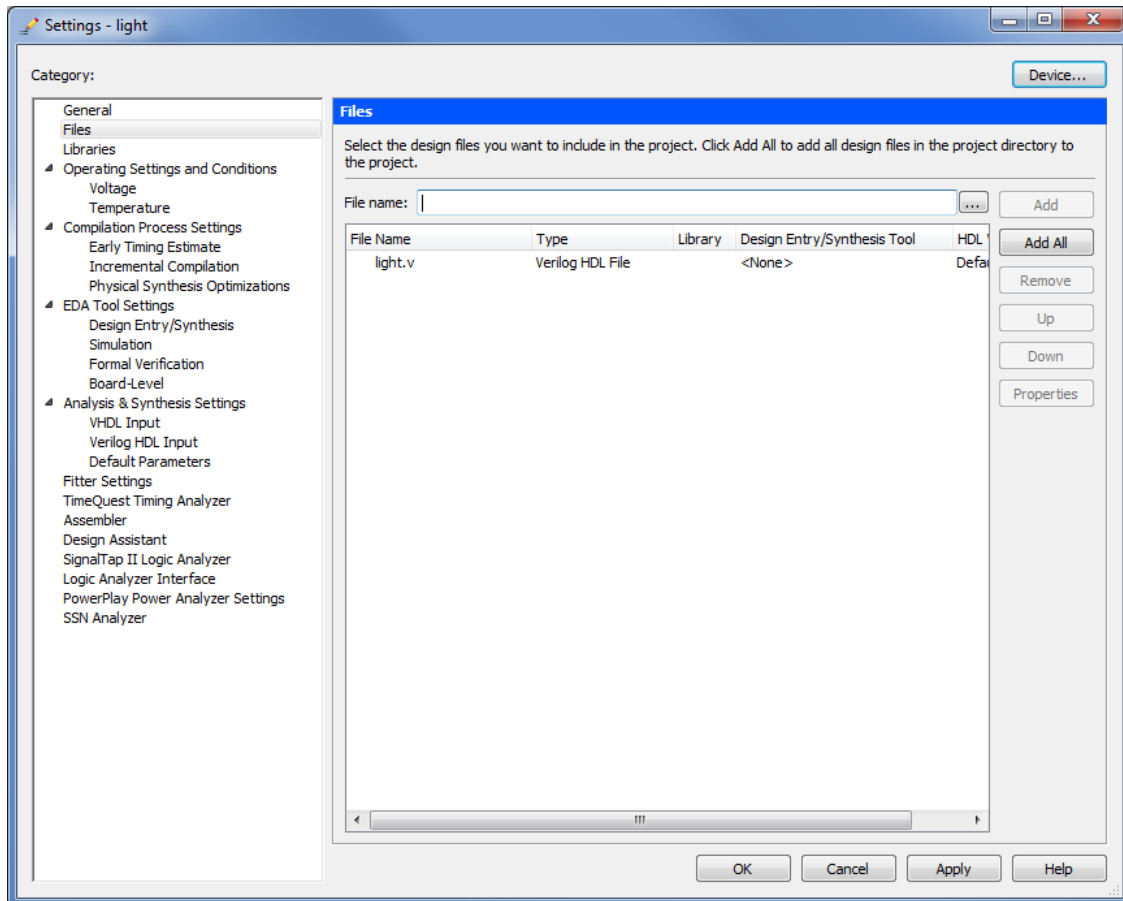 Settings - light
Category:
Device...
General
Files
Libraries
Operating Settings and Conditions
Voltage
Temperature
Compilation Process Settings
Early Timing Estimate
Incremental Compilation
Physical Synthesis Optimizations
EDA Tool Settings
Design Entry/Synthesis
Simulation
Formal Verification
Board-Level
Analysis & Synthesis Settings
VHDL Input
Verilog HDL Input
Default Parameters
Fitter Settings
TimeQuest Timing Analyzer
Assembler
Design Assistant
SignalTap II Logic Analyzer
Logic Analyzer Interface
PowerPlay Power Analyzer Settings
SSN Analyzer
Files
Select the design files you want to include in the project. Click Add All to add all design files in the project directory to
the project.
File name: ... Add
File Name Type Library Design Entry/Synthesis Tool HDL
Add All
light.v Verilog HDL File <None> Defau
Remove
Up
Down
Properties
OK Cancel Apply Help